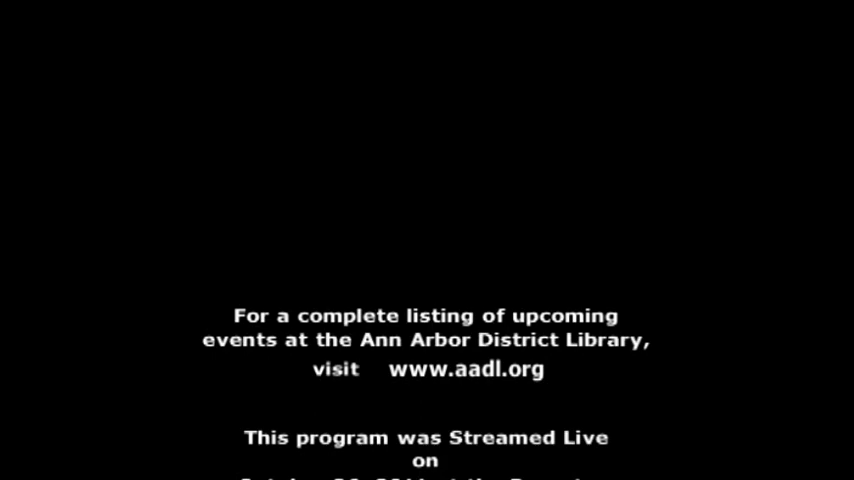 For a complete listing of upcoming
events at the Ann Arbor District Library,
visit www.aadl.org
This program was Streamed Live
on